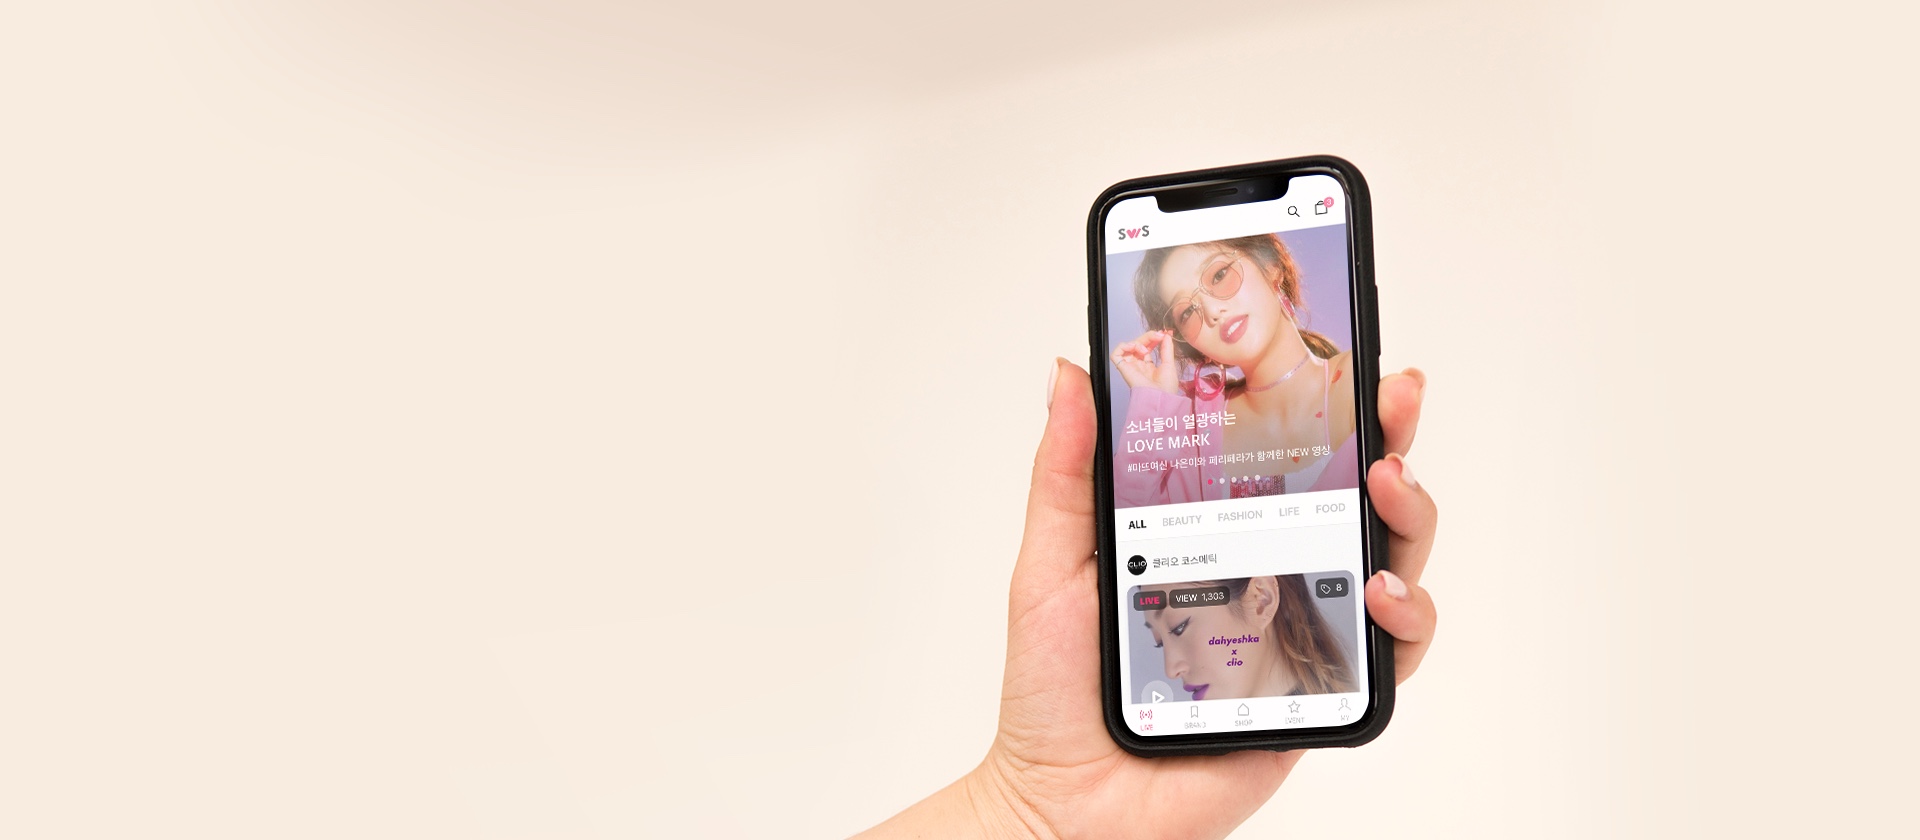 SWS
3
소녀들이 열광하는
LOVE MARK
#미뜨여신 나은이와 페리페라가 함께한 NEW 영상
ALL BEAUTY FASHION LIFE FOOD
CLIO 클리오 코스메틱
LIVE VIEW 1,303 8
dahyeshka
x
clio
LIVE BRAND SHOP EVENT MY